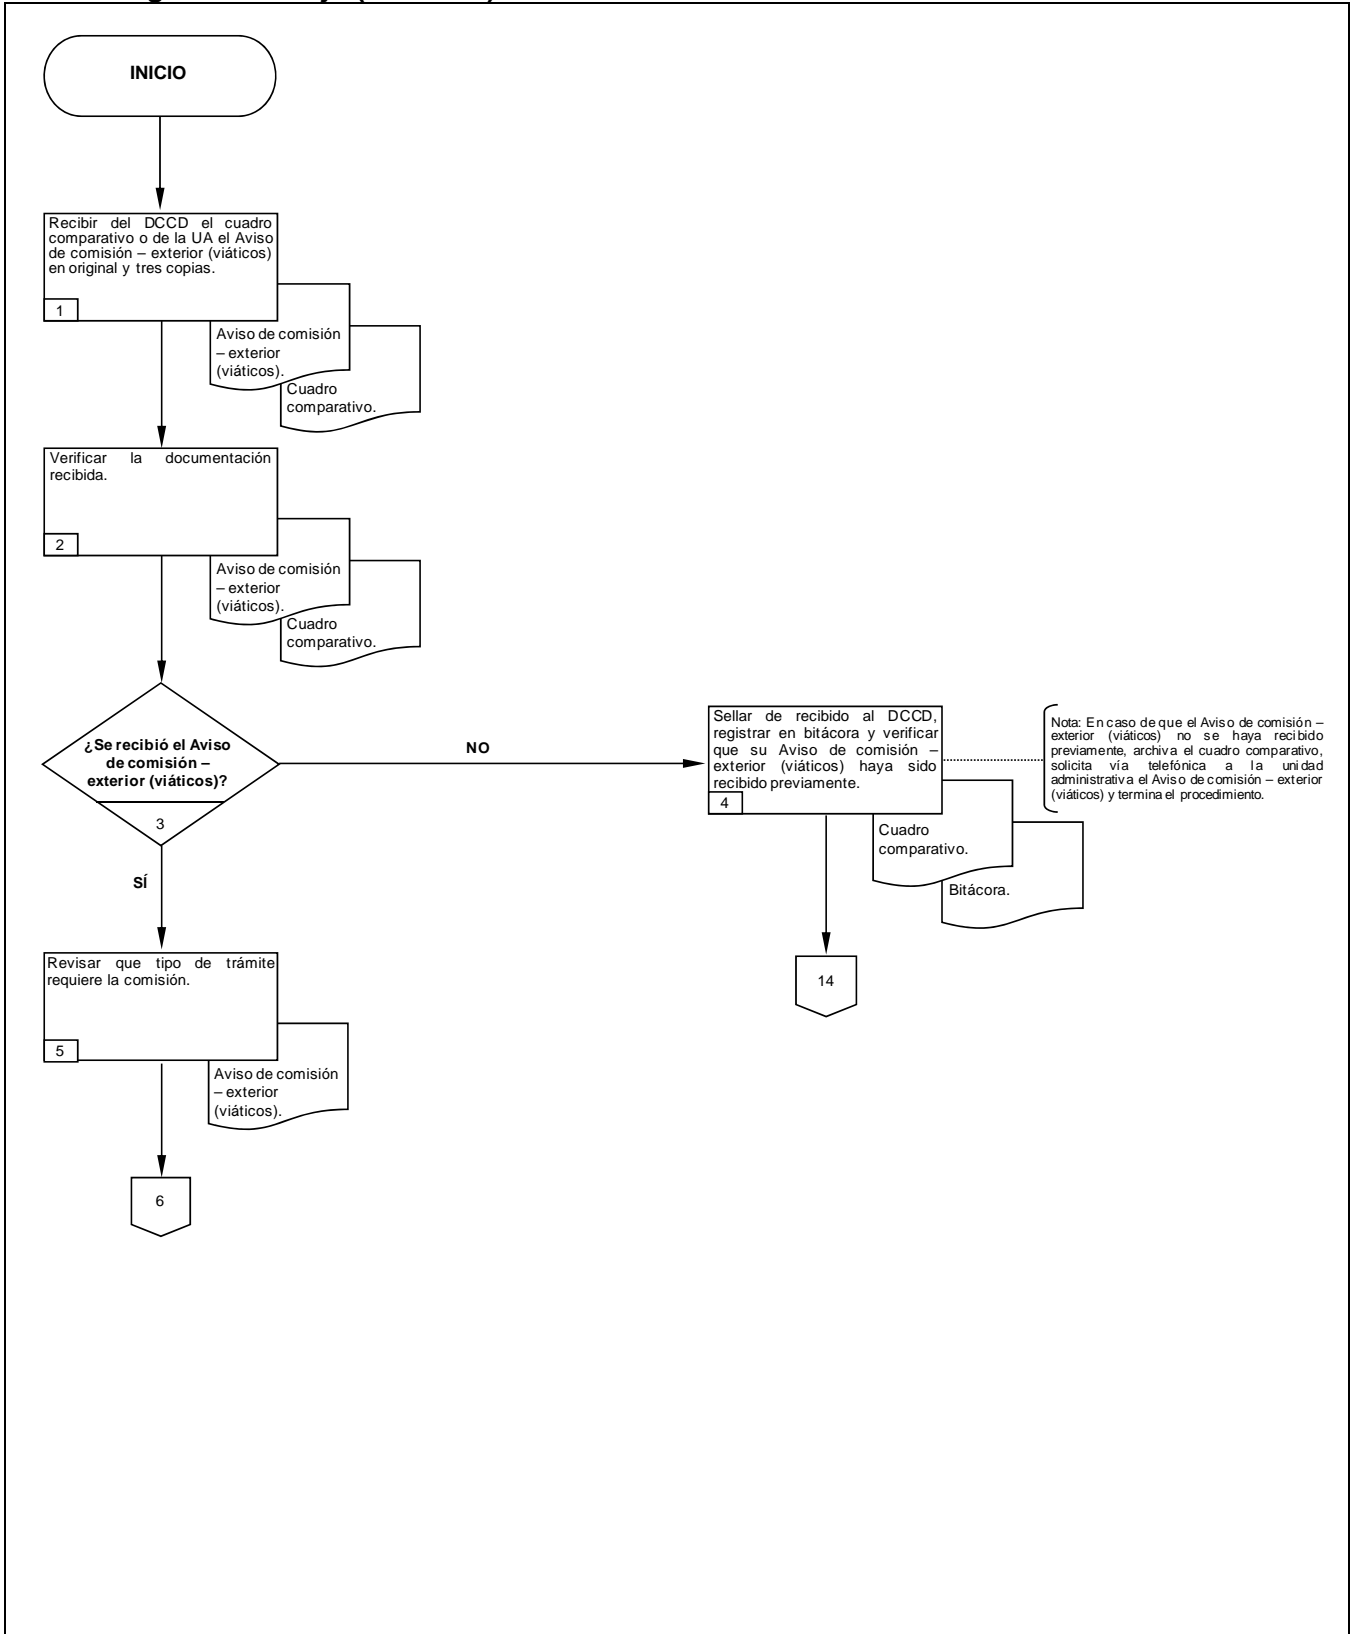 INICIO
Recibir del DCCD el cuadro
comparativo o de la UA el Aviso
de comisión – exterior (viáticos)
en original y tres copias.
1
Aviso de comisión
– exterior
(viáticos).
Cuadro
comparativo.
Verificar la documentación
recibida.
2
Aviso de comisión
– exterior
(viáticos).
Cuadro
comparativo.
¿Se recibió el Aviso
de comisión –
exterior (viáticos)?
3
NO
Sellar de recibido al DCCD,
registrar en bitácora y verificar
que su Aviso de comisión –
exterior (viáticos) haya sido
recibido previamente.
4
Cuadro
comparativo.
Bitácora.
Nota: En caso de que el Aviso de comisión –
exterior (viáticos) no se haya recibido
previamente, archiva el cuadro comparativo,
solicita vía telefónica a la unidad
administrativa el Aviso de comisión – exterior
(viáticos) y termina el procedimiento.
14
SÍ
Revisar que tipo de trámite
requiere la comisión.
5
Aviso de comisión
– exterior
(viáticos).
6